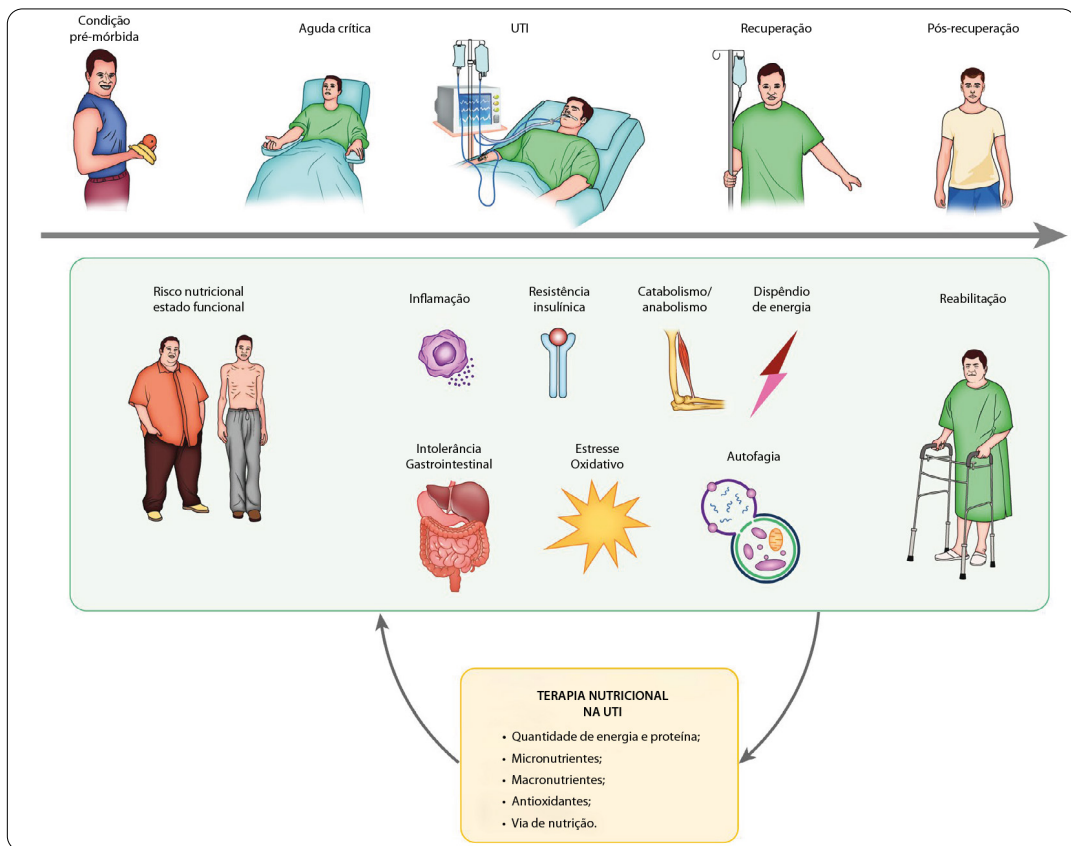 Condição
pré-mórbida
Aguda crítica
UTI
Recuperação
Pós-recuperação
Risco nutricional
estado funcional
Inflamação
Resistência
insulínica
Catabolismo/
anabolismo
Dispêndio
de energia
Reabilitação
Intolerância
Gastrointestinal
Estresse
Oxidativo
Autofagia
TERAPIA NUTRICIONAL
NA UTI
• Quantidade de energia e proteína;
• Micronutrientes;
• Macronutrientes;
• Antioxidantes;
• Via de nutrição.